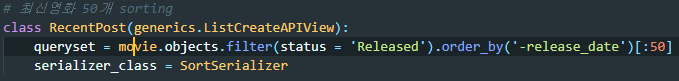 # 최신영화 50개 sorting
class RecentPost(generics.ListCreateAPIView):
    queryset = movie.objects.filter(status = 'Released').order_by('-release_date')[:50]
    serializer_class = SortSerializer